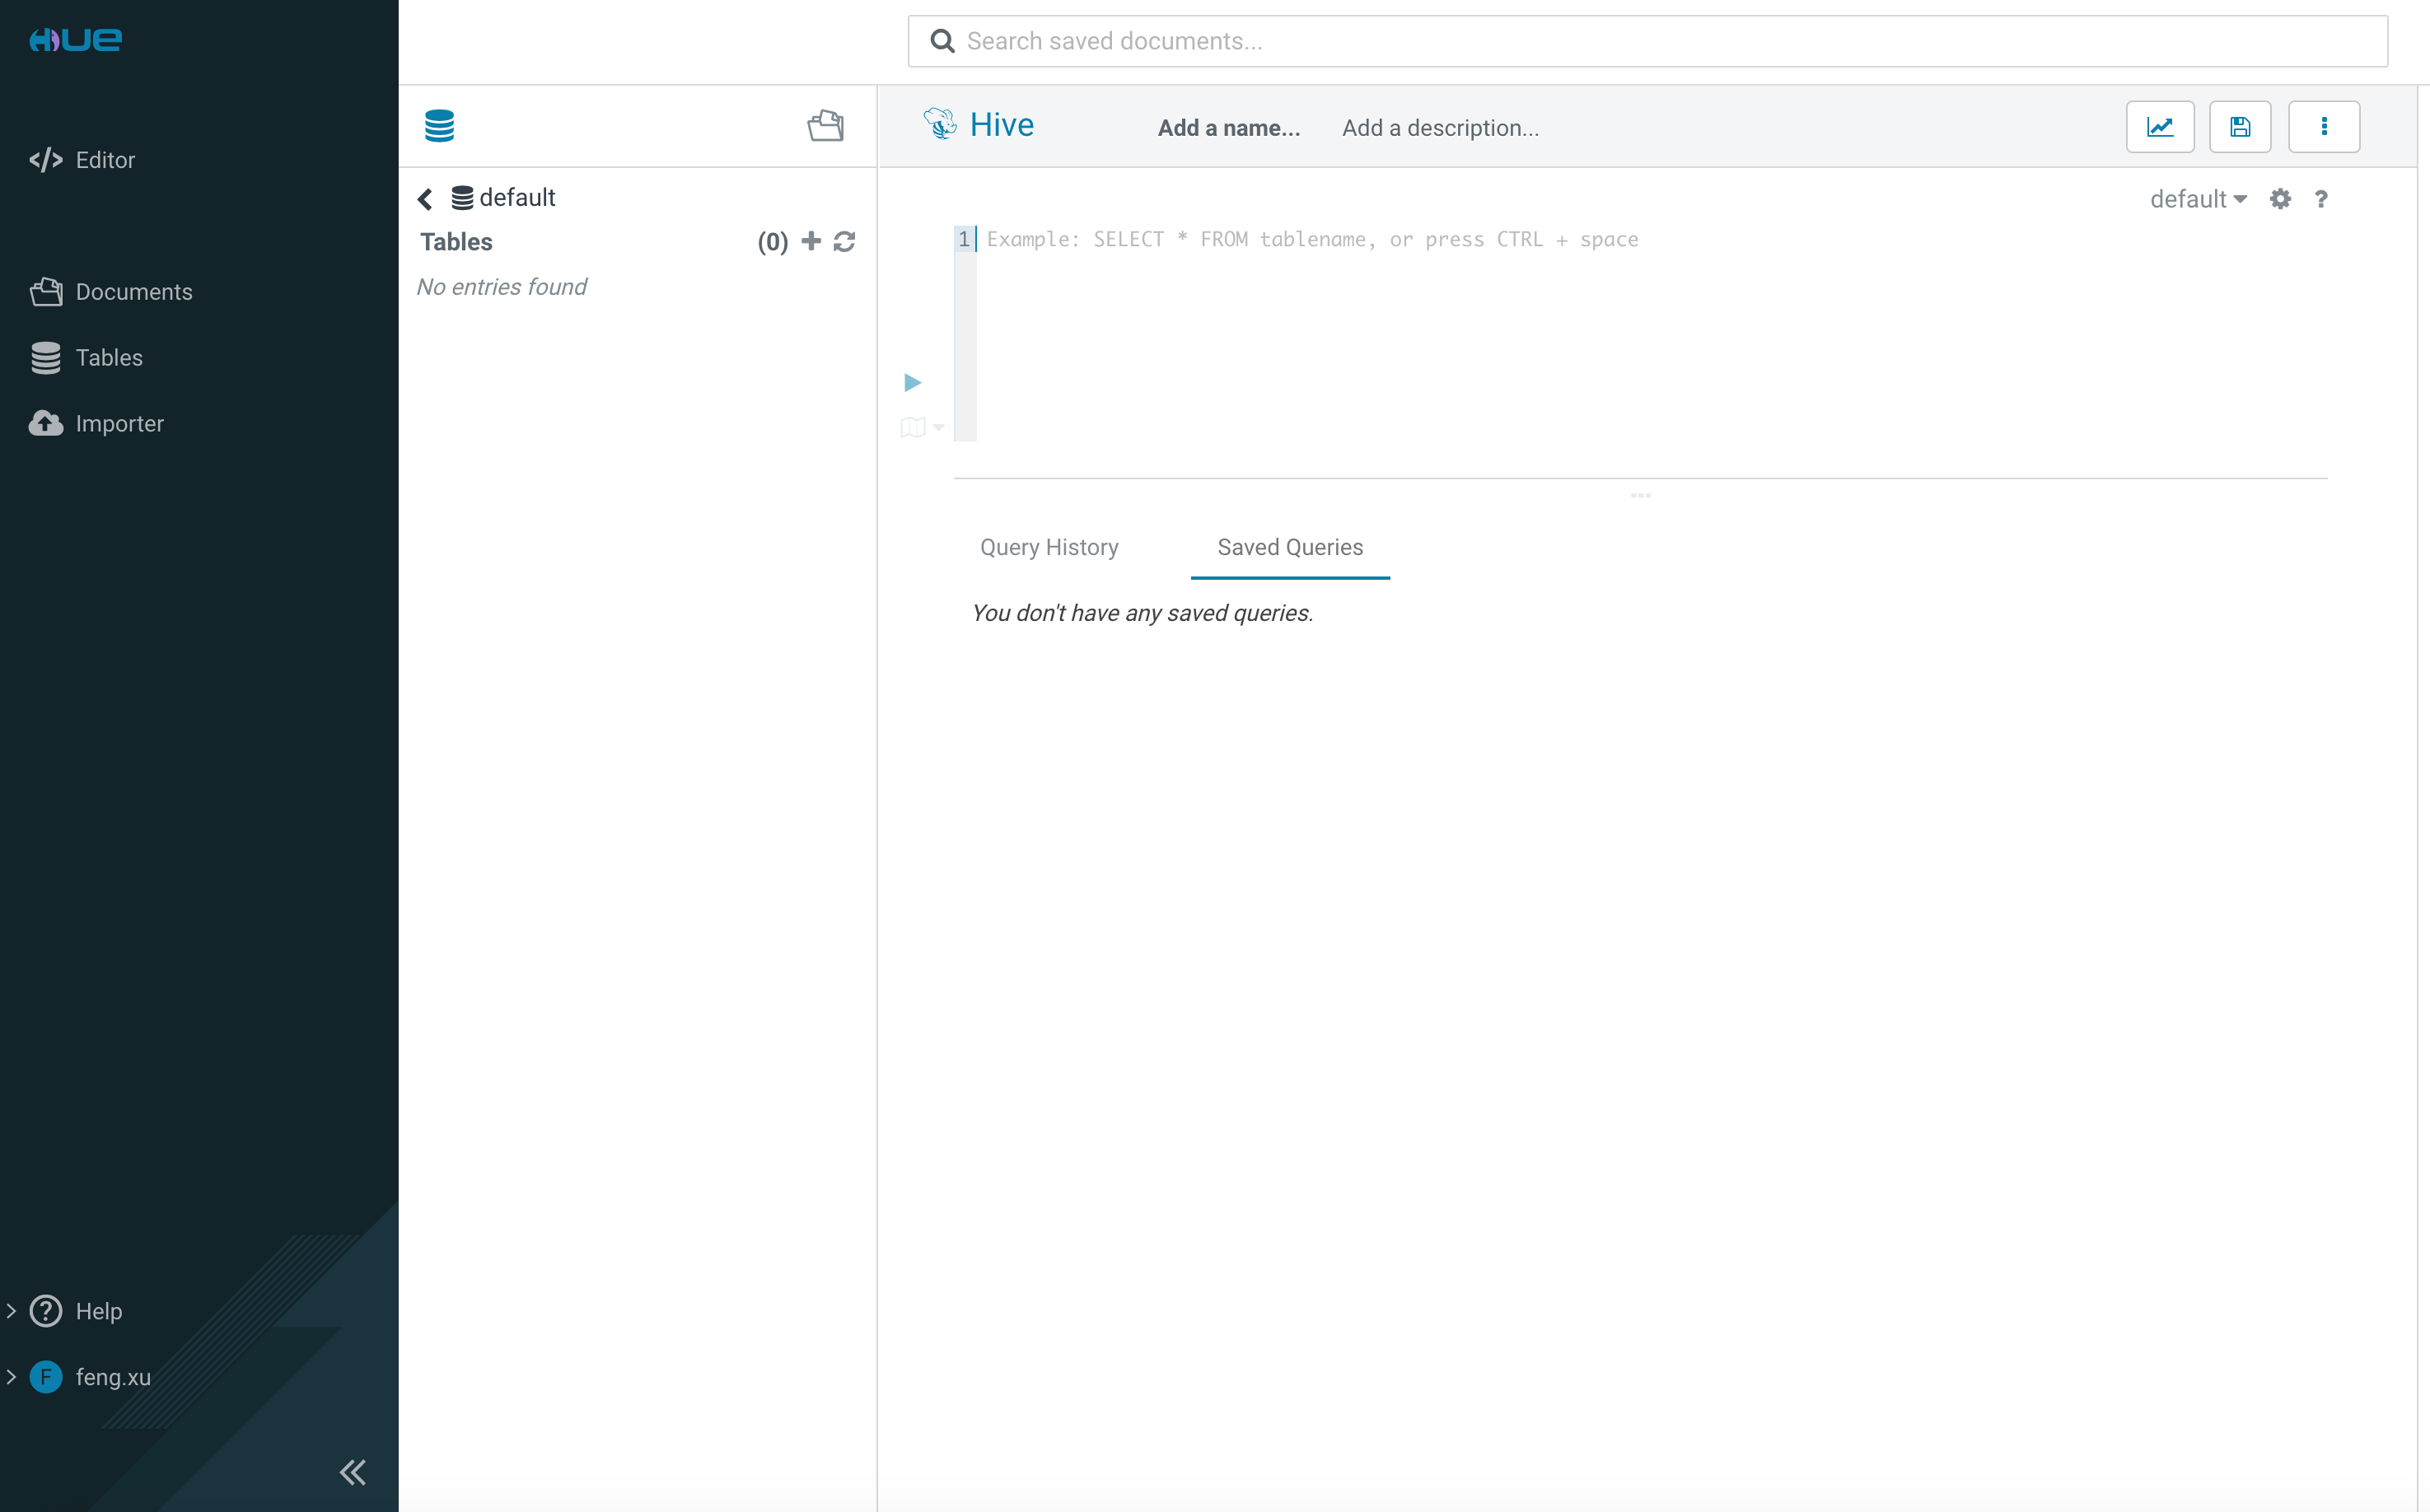 HUE
Search saved documents...
Editor
Documents
Tables
Importer
default
Tables (0)
No entries found
Hive Add a name... Add a description...
default ?
1 Example: SELECT * FROM tablename, or press CTRL + space
Query History Saved Queries
You don't have any saved queries.
? Help
F feng.xu